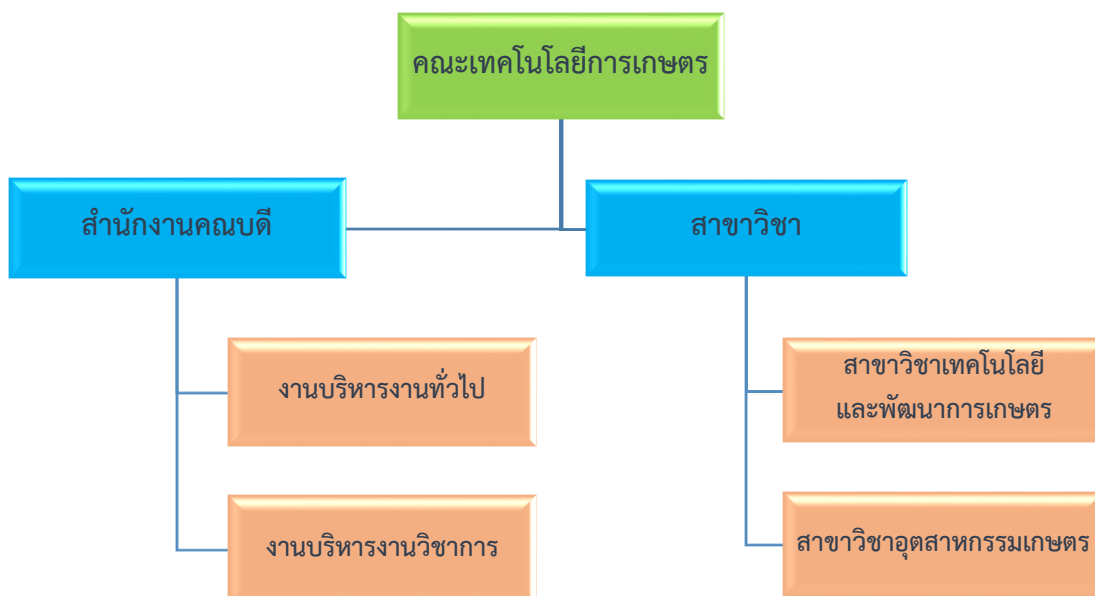 คณะเทคโนโลยีการเกษตร
สำนักงานคณบดี
สาขาวิชา
งานบริหารงานทั่วไป
สาขาวิชาเทคโนโลยี
และพัฒนาการเกษตร
งานบริหารงานวิชาการ
สาขาวิชาอุตสาหกรรมเกษตร